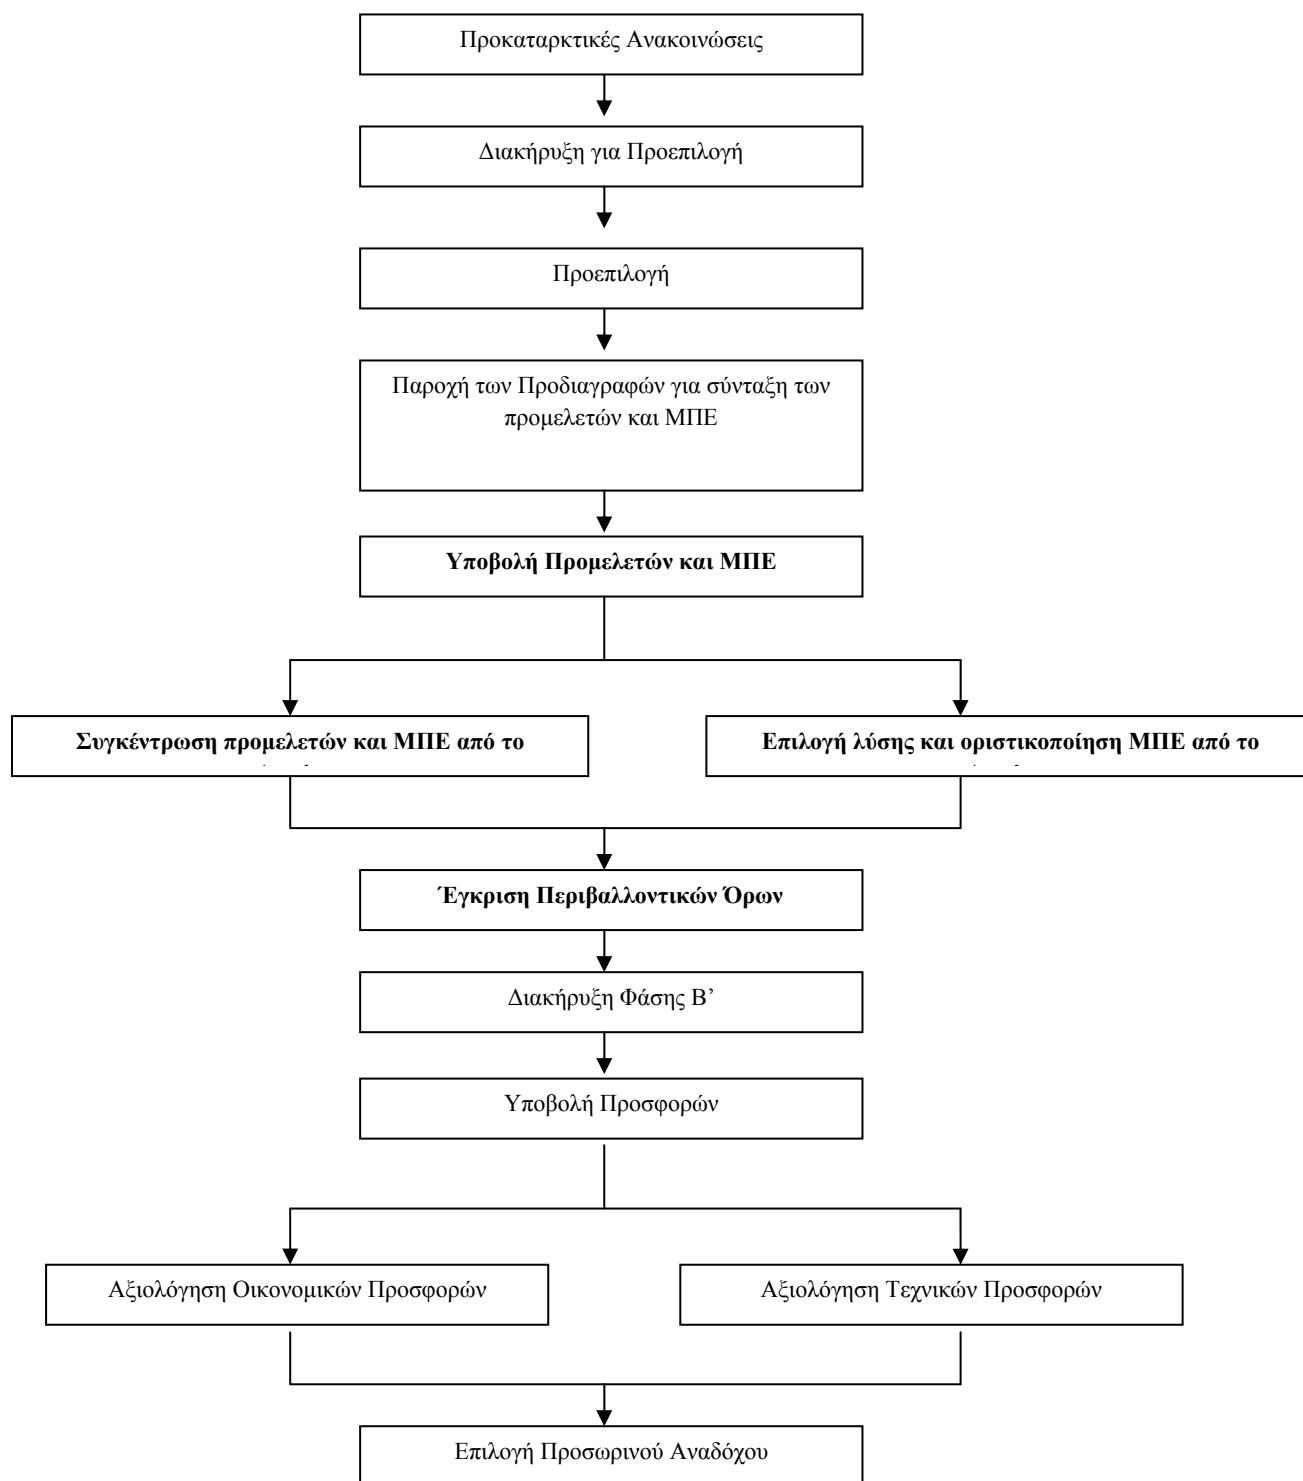 Προκαταρκτικές Ανακοινώσεις
Διακήρυξη για Προεπιλογή
Προεπιλογή
Παροχή των Προδιαγραφών για σύνταξη των
προμελετών και ΜΠΕ
Υποβολή Προμελετών και ΜΠΕ
Συγκέντρωση προμελετών και ΜΠΕ από το
Επιλογή λύσης και οριστικοποίηση ΜΠΕ από το
Έγκριση Περιβαλλοντικών Όρων
Διακήρυξη Φάσης Β’
Υποβολή Προσφορών
Αξιολόγηση Οικονομικών Προσφορών
Αξιολόγηση Τεχνικών Προσφορών
Επιλογή Προσωρινού Αναδόχου